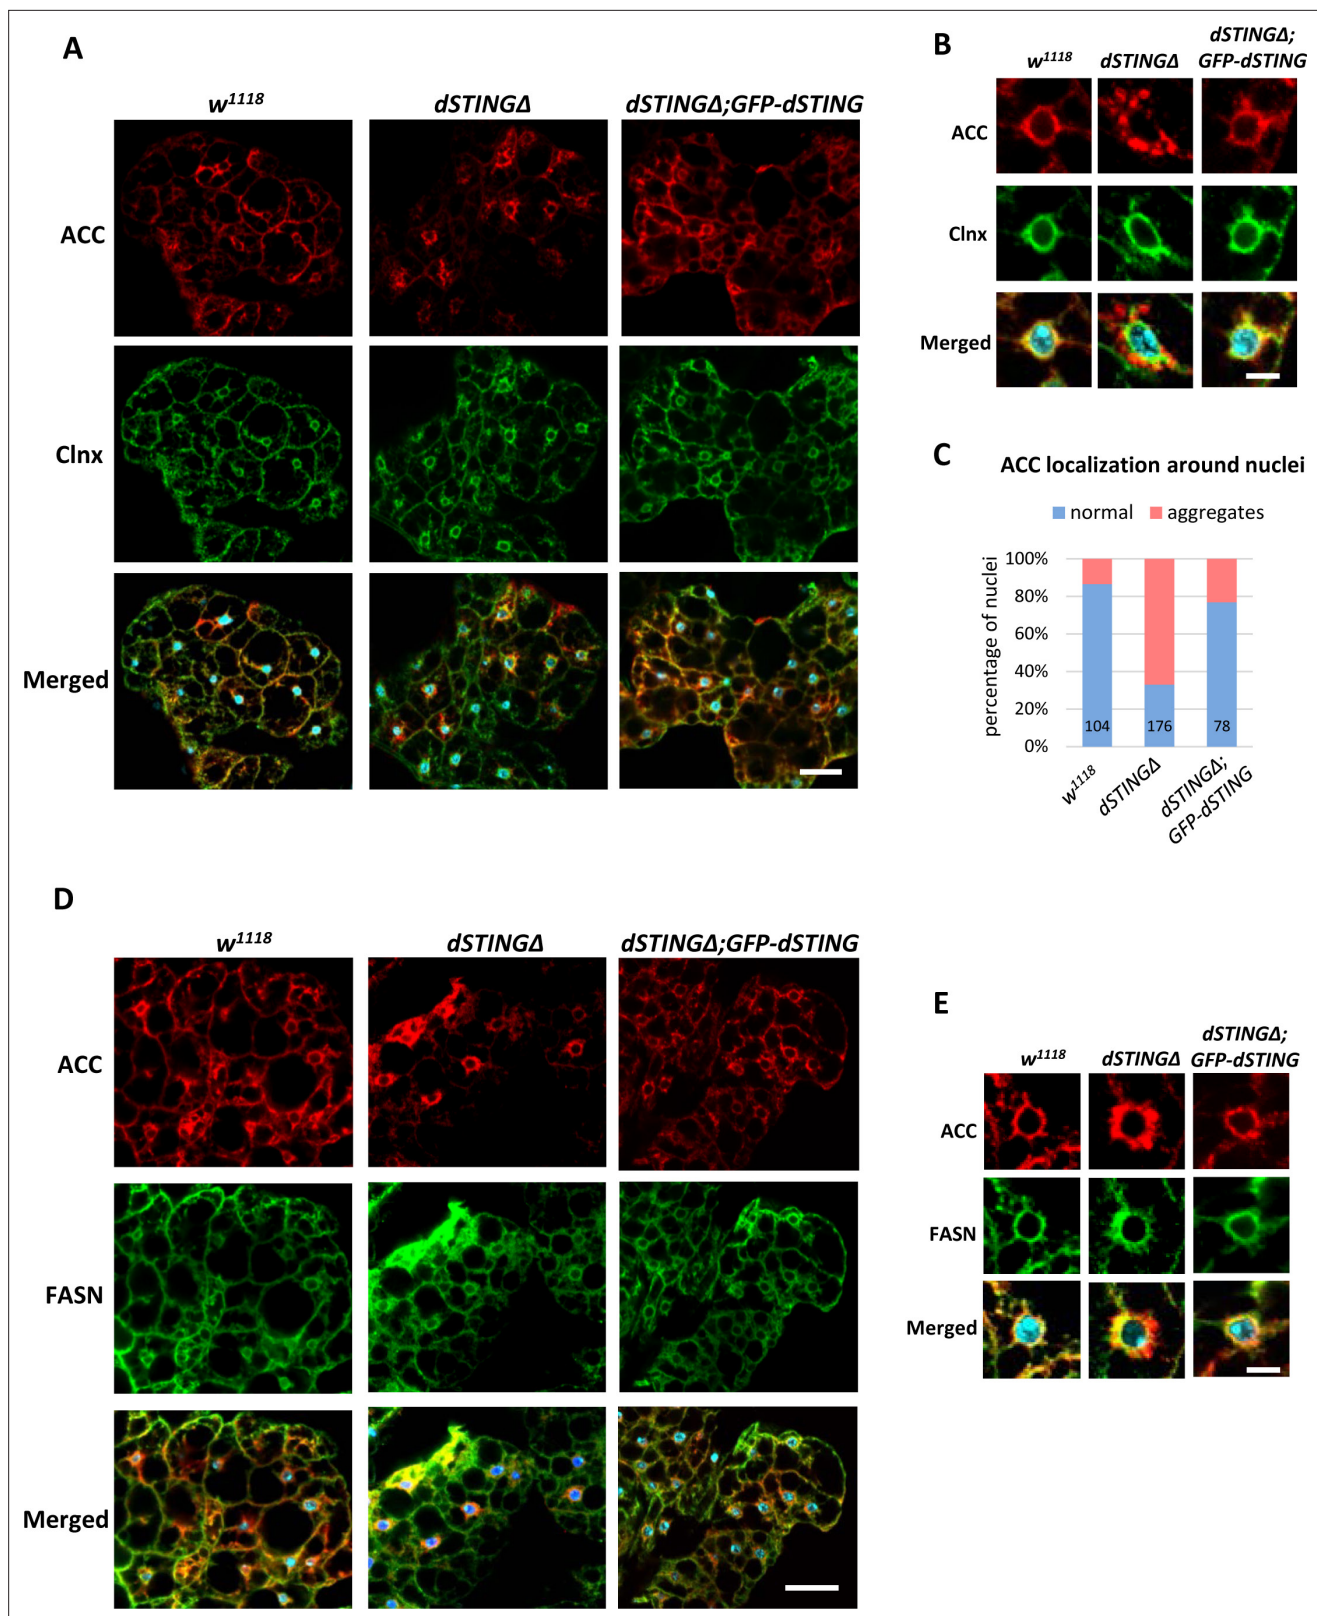 A
w1118
dSTINGΔ
dSTINGΔ;GFP-dSTING
ACC
Clnx
Merged
B
w1118
dSTINGΔ
dSTINGΔ;
GFP-dSTING
ACC
Clnx
Merged
C
ACC localization around nuclei
normal
aggregates
percentage of nuclei
100%
80%
60%
40%
20%
0%
104
176
78
w1118
dSTINGΔ
dSTINGΔ;
GFP-dSTING
D
w1118
dSTINGΔ
dSTINGΔ;GFP-dSTING
ACC
FASN
Merged
E
w1118
dSTINGΔ
dSTINGΔ;
GFP-dSTING
ACC
FASN
Merged